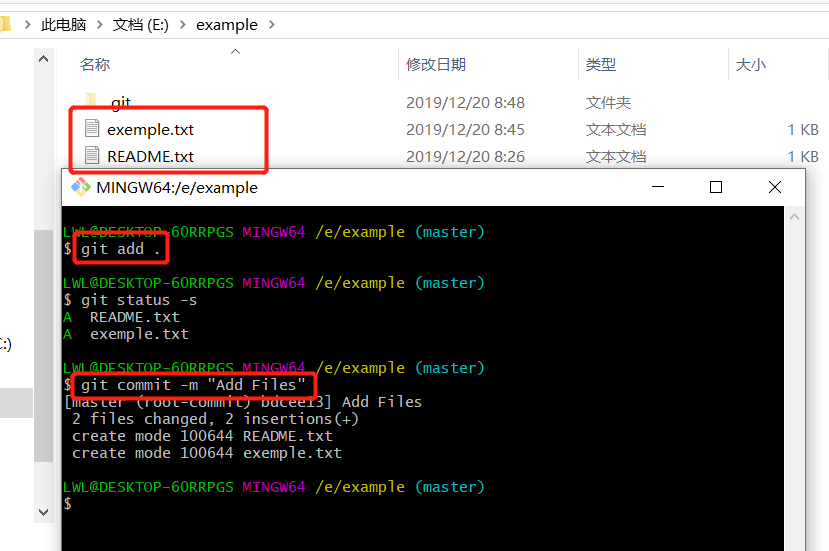 此电脑 > 文档 (E:) > example >
名称 修改日期 类型 大小
.git 2019/12/20 8:48 文件夹
exemple.txt 2019/12/20 8:45 文本文档 1 KB
README.txt 2019/12/20 8:26 文本文档 1 KB
MINGW64:/e/example
LWL@DESKTOP-6ORRPGS MINGW64 /e/example (master)
$ git add .
LWL@DESKTOP-6ORRPGS MINGW64 /e/example (master)
$ git status -s
A README.txt
A exemple.txt
:)
LWL@DESKTOP-6ORRPGS MINGW64 /e/example (master)
$ git commit -m "Add Files"
[master (root-commit) bdcee13] Add Files
2 files changed, 2 insertions(+)
create mode 100644 README.txt
create mode 100644 exemple.txt
LWL@DESKTOP-6ORRPGS MINGW64 /e/example (master)
$